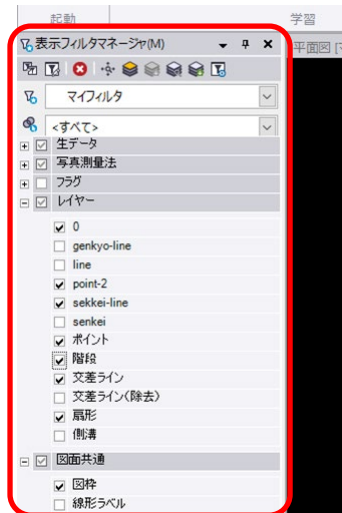 起動 学習
表示フィルタマネージャ(M)
平面図 [
マイフィルタ
<すべて>
生データ
写真測量法
フラグ
レイヤー
0
genkyo-line
line
point-2
sekkei-line
senkei
ポイント
階段
交差ライン
交差ライン(除去)
扇形
側溝
図面共通
図枠
線形ラベル